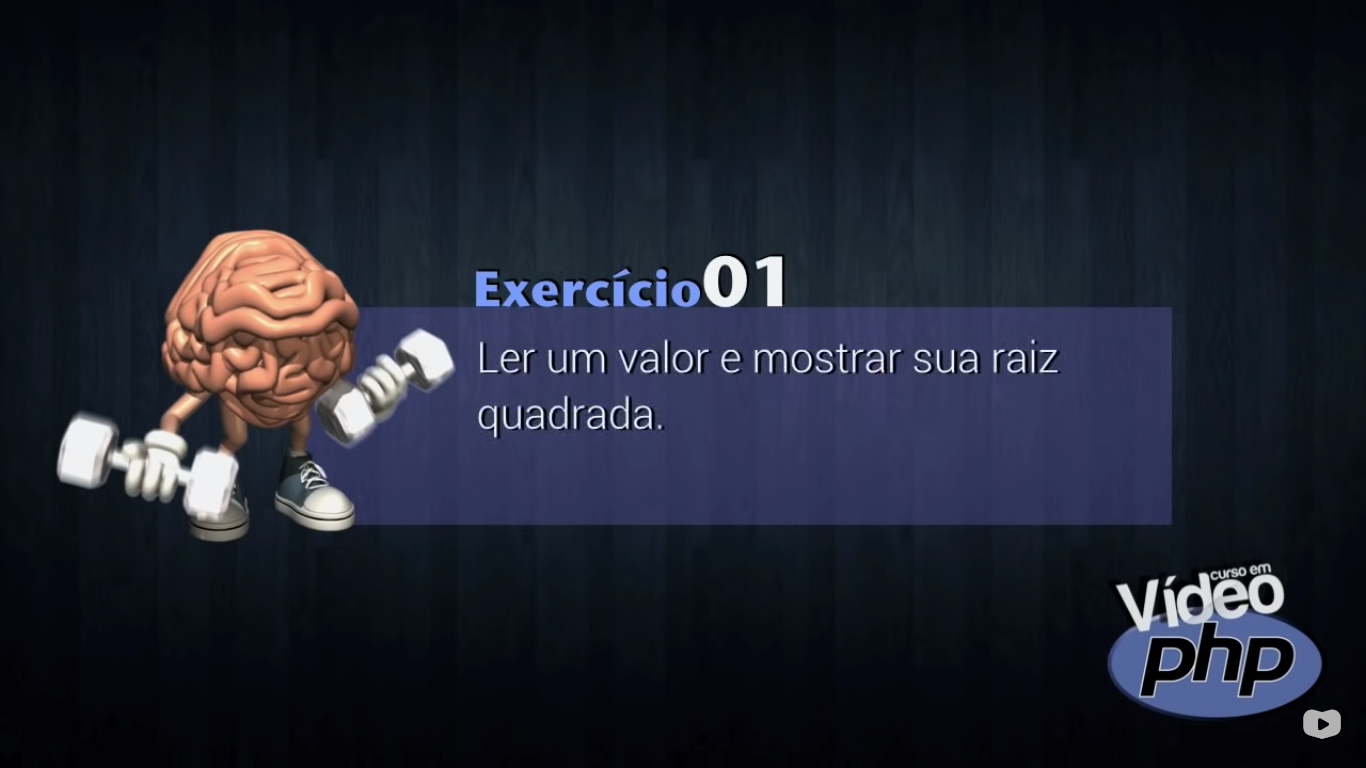 Exercício01
Ler um valor e mostrar sua raiz
quadrada.
curso em
Vídeo
php